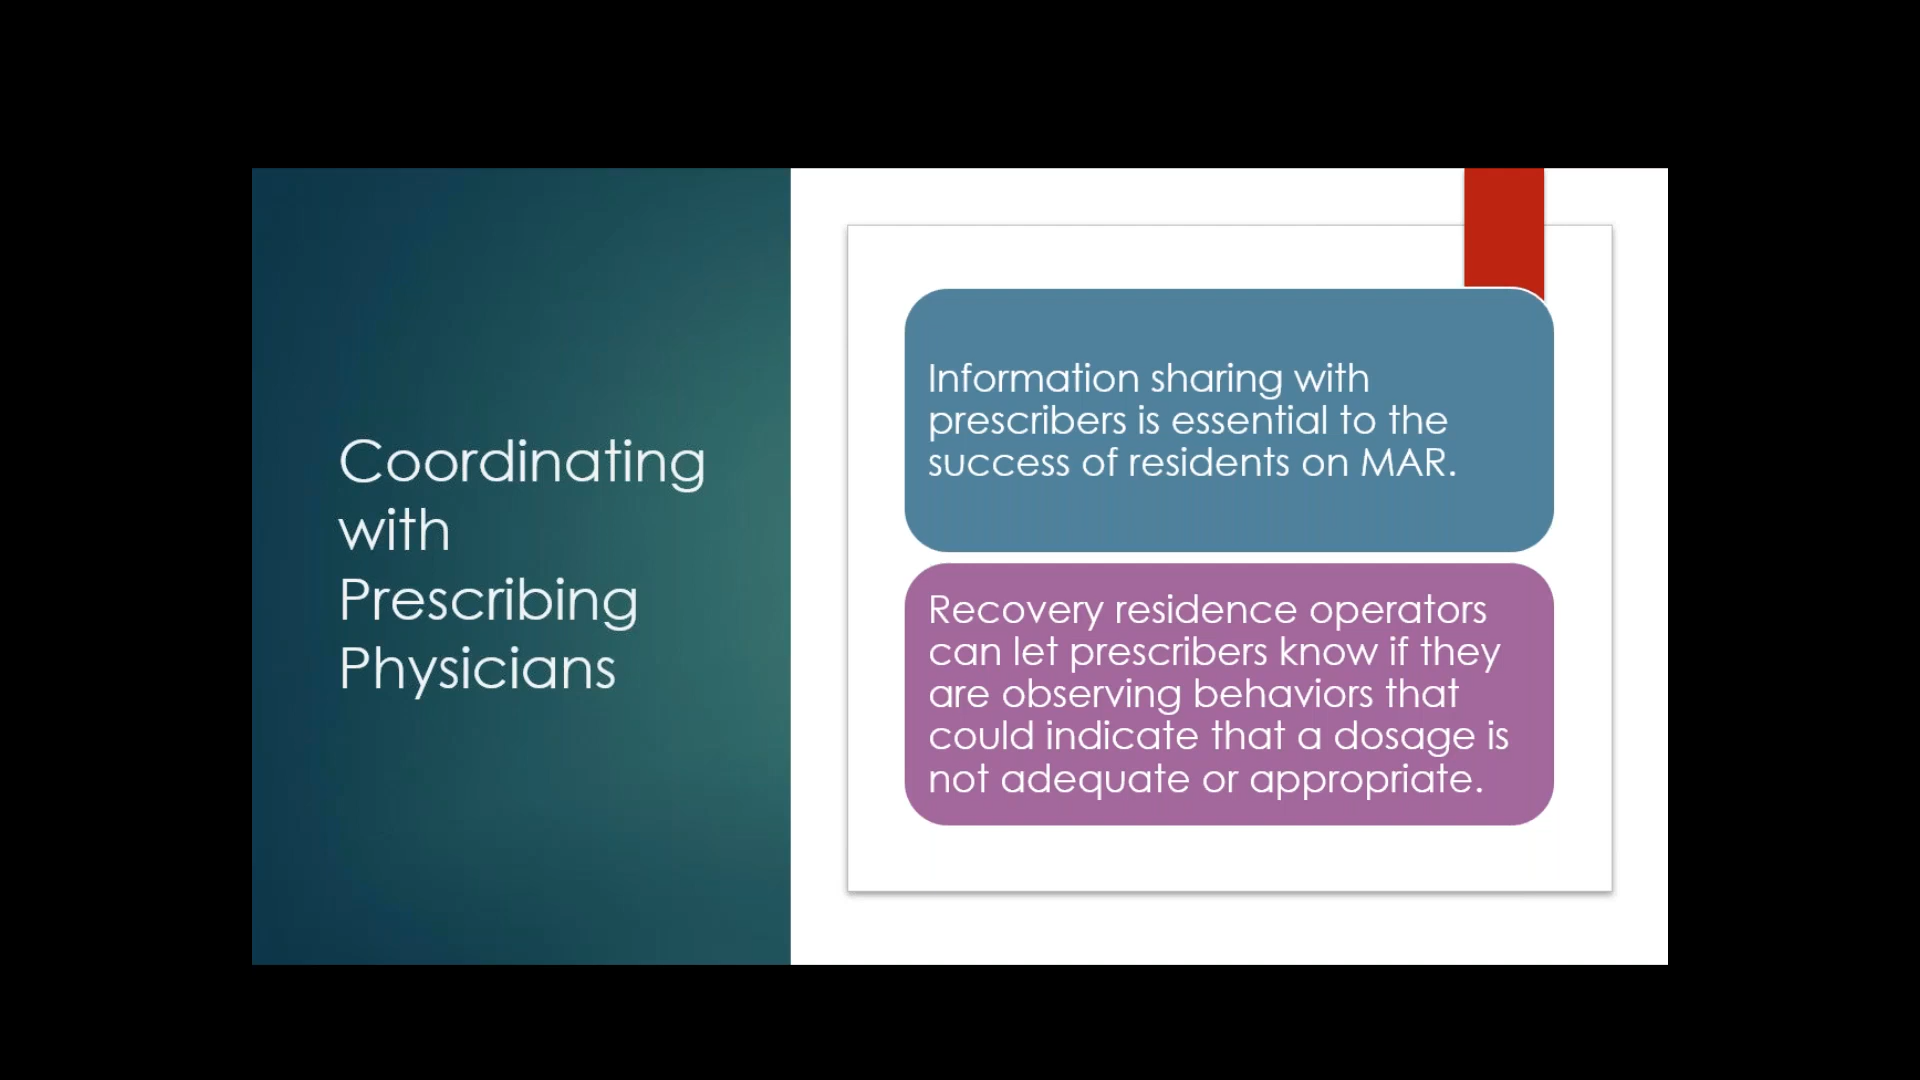 Coordinating
with
Prescribing
Physicians
Information sharing with
prescribers is essential to the
success of residents on MAR.
Recovery residence operators
can let prescribers know if they
are observing behaviors that
could indicate that a dosage is
not adequate or appropriate.